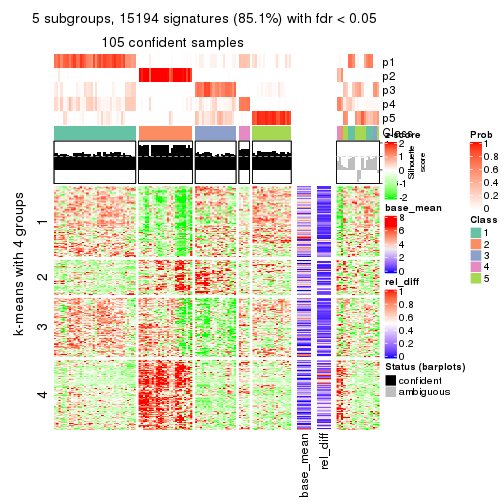 5 subgroups, 15194 signatures (85.1%) with fdr < 0.05
105 confident samples
p1
p2
p3
p4
p5
Class
k-means with 4 groups
1
2
3
4
base_mean
rel_diff
z-score
2
1
0
-1
-2
Silhouette
score
base_mean
8
6
4
2
0
rel_diff
1
0.8
0.6
0.4
0.2
0
Status (barplots)
confident
ambiguous
Prob
1
0.8
0.6
0.4
0.2
0
Class
1
2
3
4
5